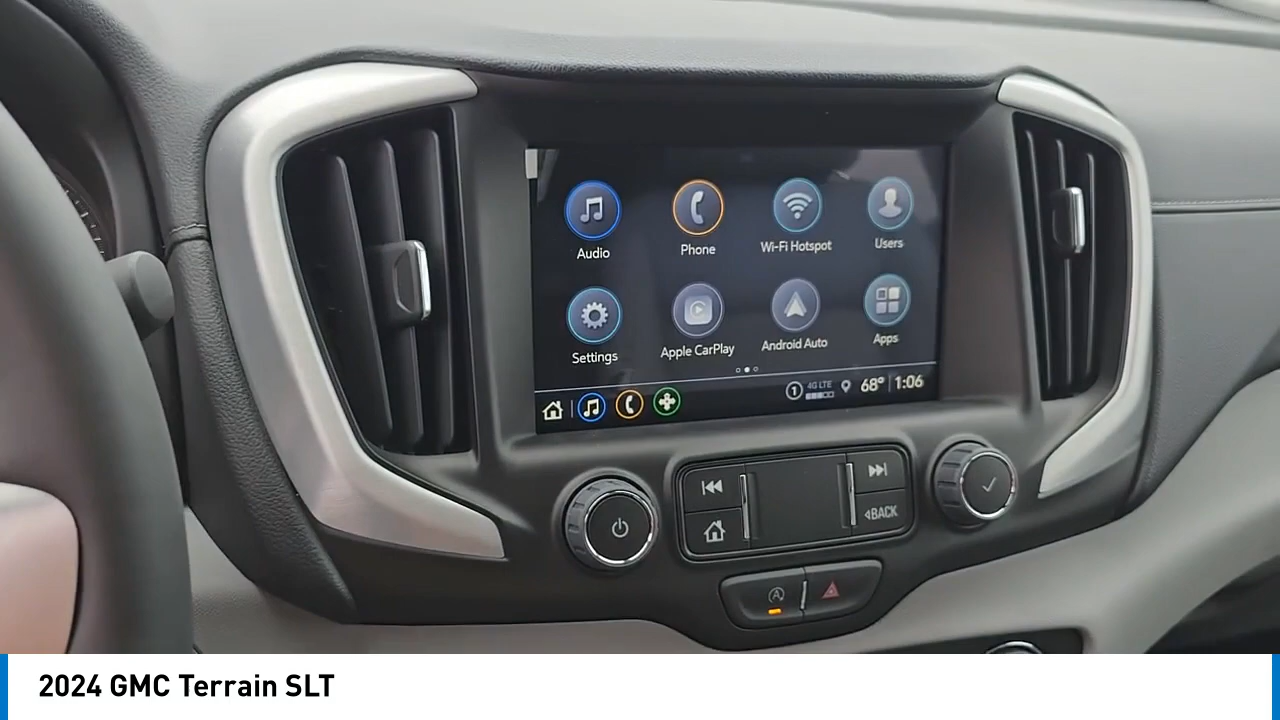 Audio Phone Wi-Fi Hotspot Users
Settings Apple CarPlay Android Auto Apps
1 4G LTE 68° 1:06
◁BACK
A
2024 GMC Terrain SLT